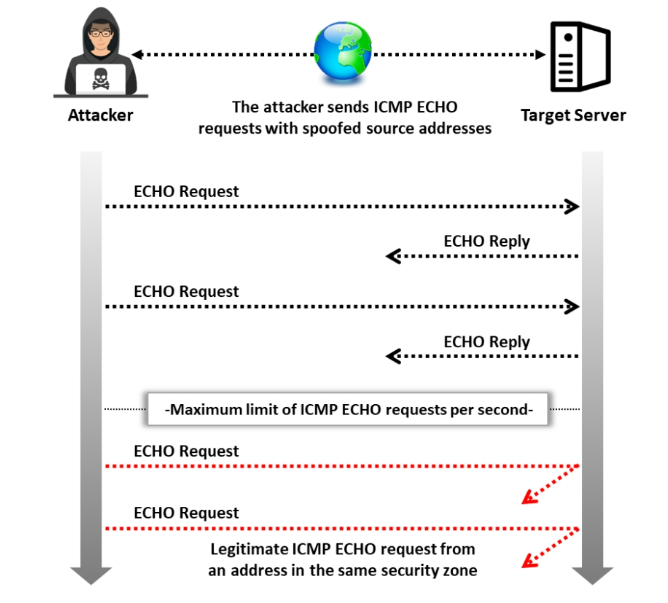 Attacker
The attacker sends ICMP ECHO
requests with spoofed source addresses
Target Server
ECHO Request
ECHO Reply
ECHO Request
ECHO Reply
-Maximum limit of ICMP ECHO requests per second-
ECHO Request
ECHO Request
Legitimate ICMP ECHO request from
an address in the same security zone